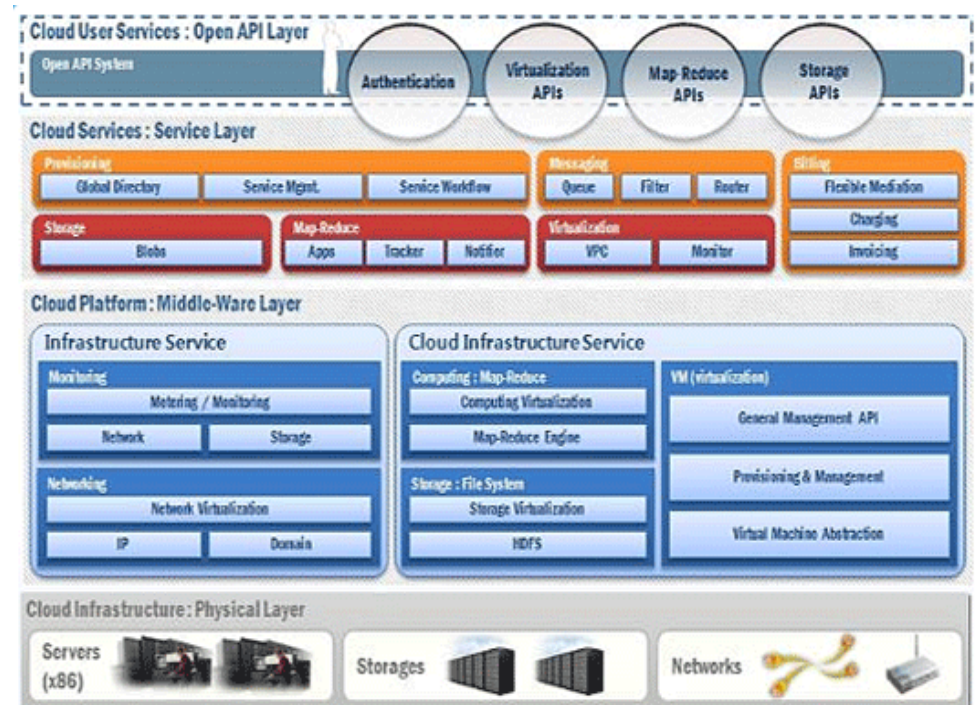 Cloud User Services : Open API Layer
Open API System
Authentication
Virtualization
APIs
Map-Reduce
APIs
Storage
APIs
Cloud Services : Service Layer
Provisioning
Global Directory
Service Mgmt.
Service Workflow
Messaging
Queue
Filter
Router
Billing
Flexible Mediation
Charging
Invoicing
Storage
Blobs
Map-Reduce
Apps
Tracker
Notifier
Virtualization
VPC
Monitor
Cloud Platform : Middle-Ware Layer
Infrastructure Service
Monitoring
Metering / Monitoring
Network
Storage
Networking
Network Virtualization
IP
Domain
Cloud Infrastructure Service
Computing : Map-Reduce
Computing Virtualization
Map-Reduce Engine
Storage : File System
Storage Virtualization
HDFS
VM (virtualization)
General Management API
Provisioning & Management
Virtual Machine Abstraction
Cloud Infrastructure : Physical Layer
Servers
(x86)
Storages
Networks